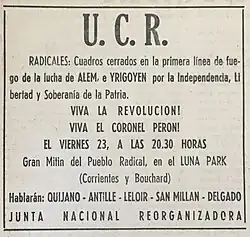 U. C. R.
RADICALES: Cuadros cerrados en la primera línea de fue-
go de la lucha de ALEM, e YRIGOYEN por la Independencia, Li
bertad y Soberanía de la Patria.
VIVA LA REVOLUCION!
VIVA EL CORONEL PERON!
EL VIERNES 23, A LAS 20.30 HORAS
Gran Mitin del Pueblo Radical, en el LUNA PARK
(Corrientes y Bouchard)
Hablarán: QUIJANO - ANTILLE - LELOIR - SAN MILLAN - DELGADO
JUNTA NACIONAL REORGANIZADORA